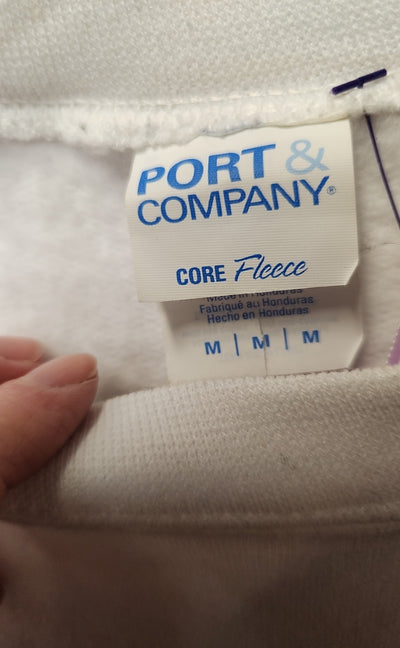 PORT &
COMPANY®
CORE Fleece
Made in Honduras
Fabriqué au Honduras
Hecho en Honduras
M | M | M